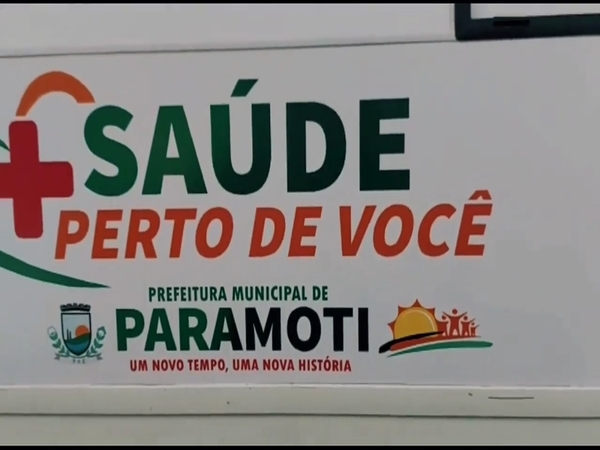 + SAÚDE
PERTO DE VOCÊ
PREFEITURA MUNICIPAL DE
PARAMOTI
UM NOVO TEMPO, UMA NOVA HISTÓRIA